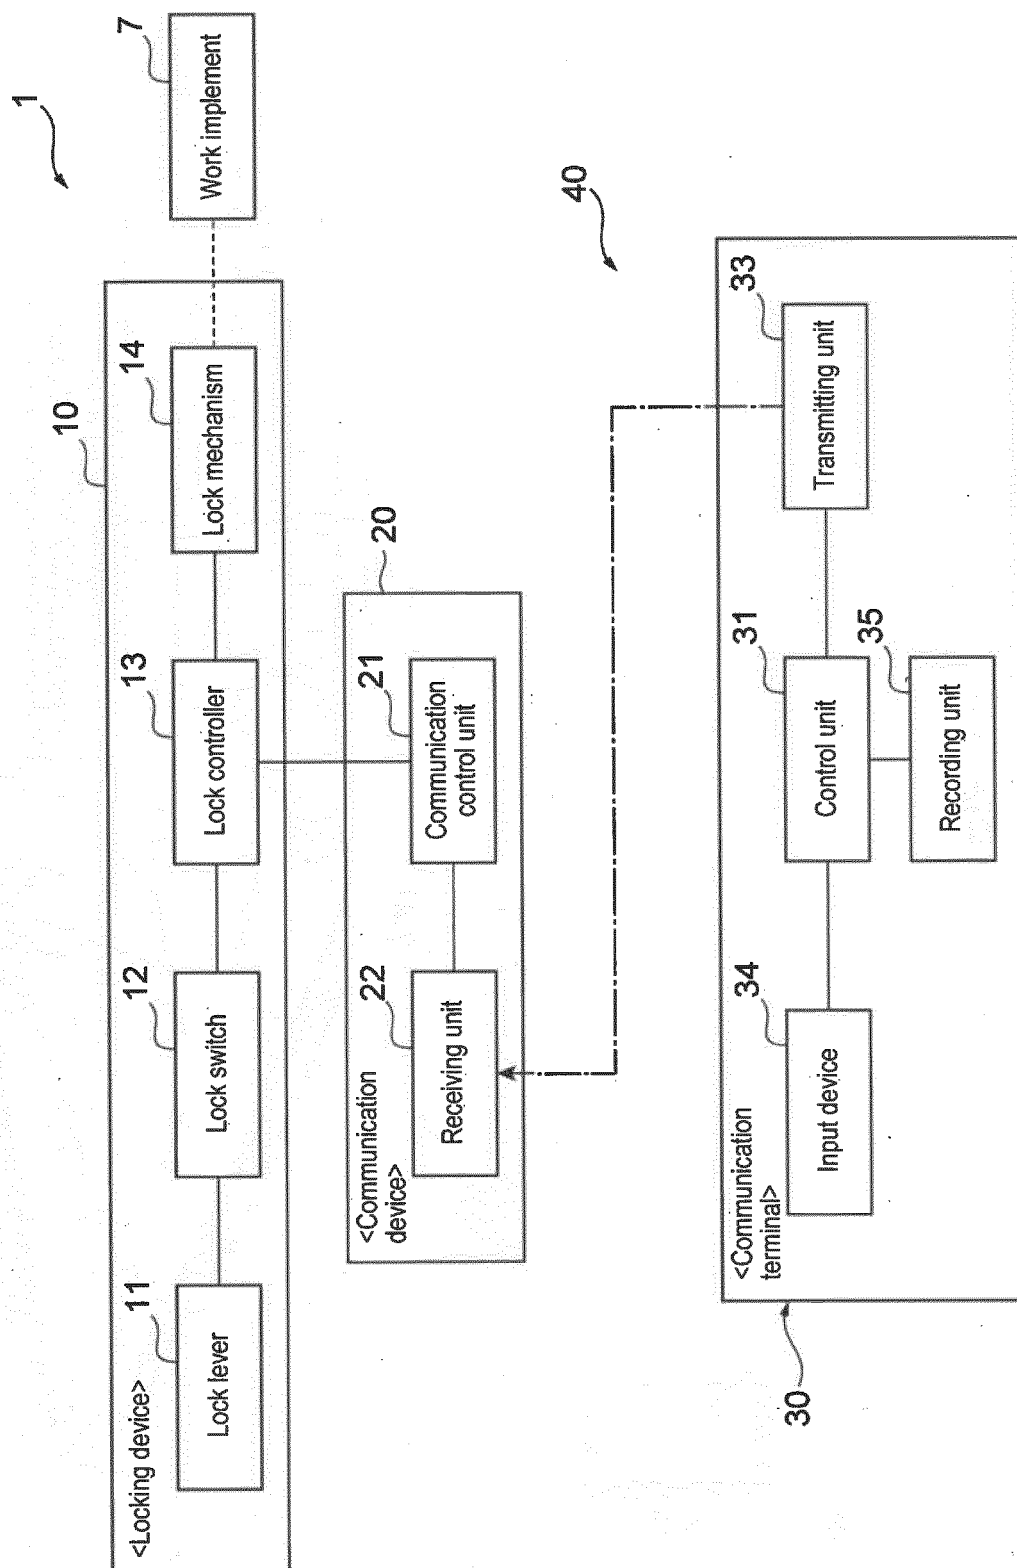 1
7
Work implement
10
<Locking device>
11
Lock lever
12
Lock switch
13
Lock controller
14
Lock mechanism
20
<Communication
device>
22
Receiving unit
21
Communication
control unit
40
30
<Communication
terminal>
34
Input device
31
Control unit
35
Recording unit
33
Transmitting unit